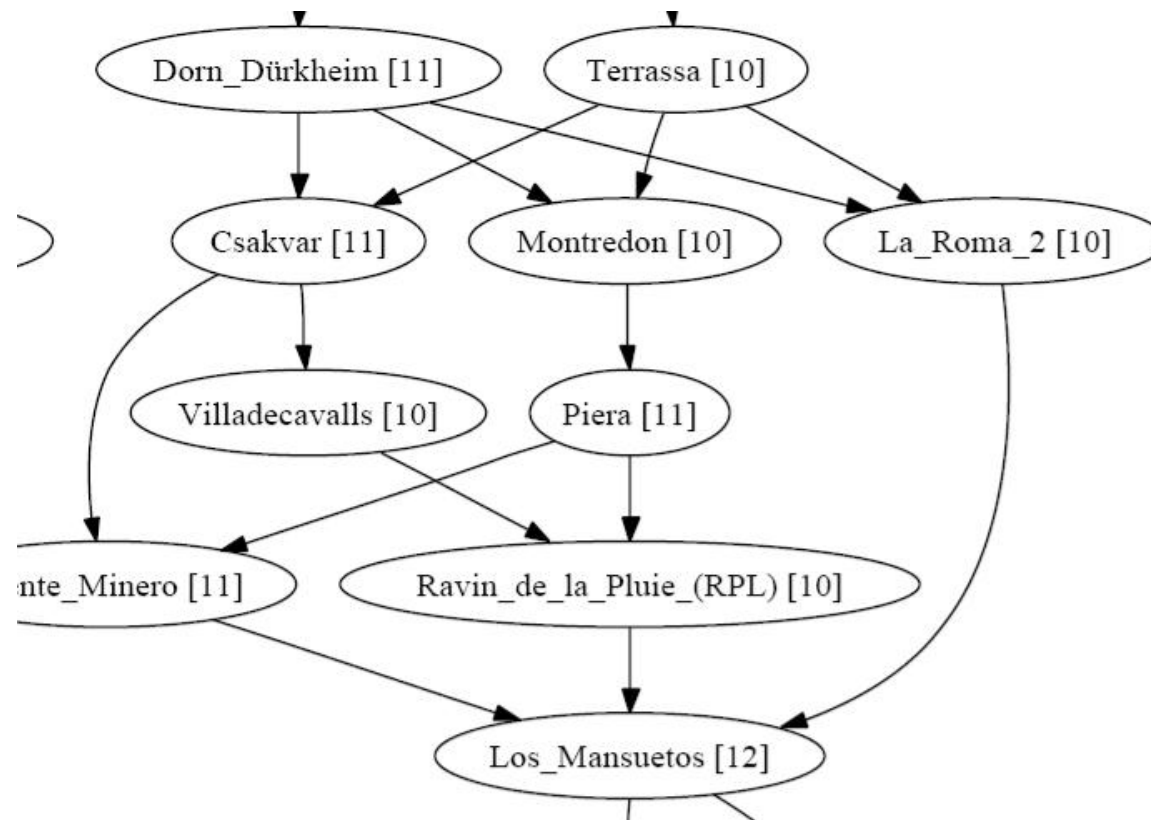 Dorn_Dürkheim [11]
Terrassa [10]
Csakvar [11]
Montredon [10]
La_Roma_2 [10]
Villadecavalls [10]
Piera [11]
ente_Minero [11]
Ravin_de_la_Pluie_(RPL) [10]
Los_Mansuetos [12]